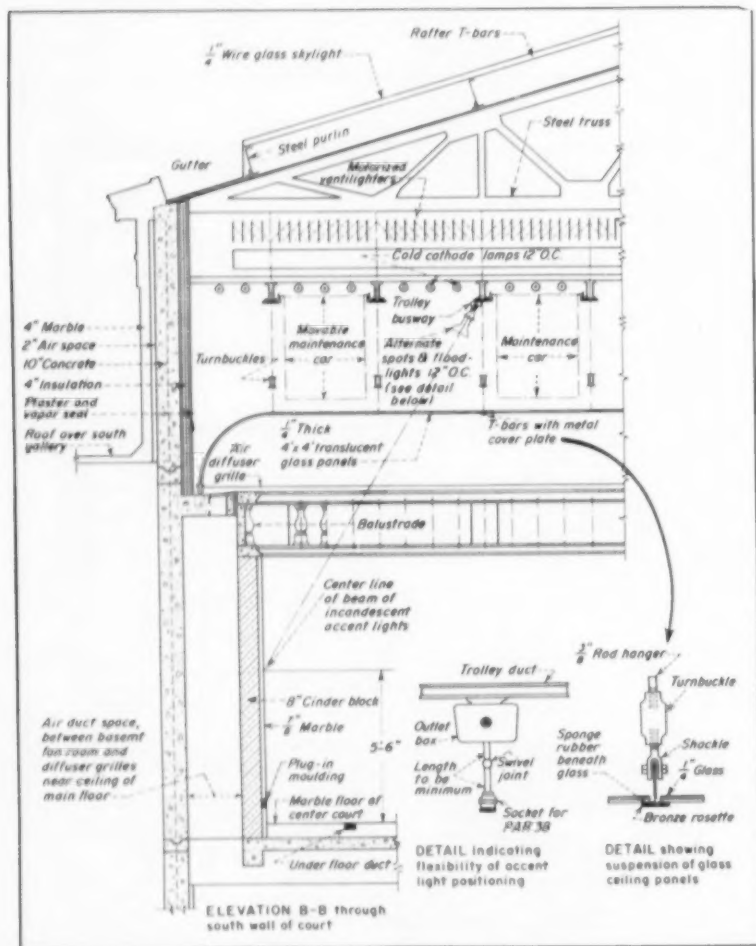 Rafter T-bars
1/4" Wire glass skylight
Steel purlin
Steel truss
Gutter
Motorized
ventilighters
Cold cathode lamps 12" O.C.
4" Marble
2" Air space
10" Concrete
4" Insulation
Plaster and
vapor seal
Roof over south
gallery
Turnbuckles
Movable
maintenance
car
Trolley
busway
Alternate
spots & flood-
lights 12" O.C.
(see detail
below)
Maintenance
car
Air
diffuser
grille
1/4" Thick
4'x 4' translucent
glass panels
T-bars with metal
cover plate
Balustrade
Center line
of beam of
incandescent
accent lights
8" Cinder block
7/8" Marble
5'-6"
Air duct space,
between basemt
fan room and
diffuser grilles
near ceiling of
main floor
Plug-in
moulding
Marble floor of
center court
Under floor duct
ELEVATION B-B through
south wall of court
Trolley duct
Outlet
box
Length
to be
minimum
Swivel
joint
Socket for
PAR 38
DETAIL indicating
flexibility of accent
light positioning
3/8" Rod hanger
Turnbuckle
Sponge
rubber
beneath
glass
Shackle
1/4" Glass
Bronze rosette
DETAIL showing
suspension of glass
ceiling panels